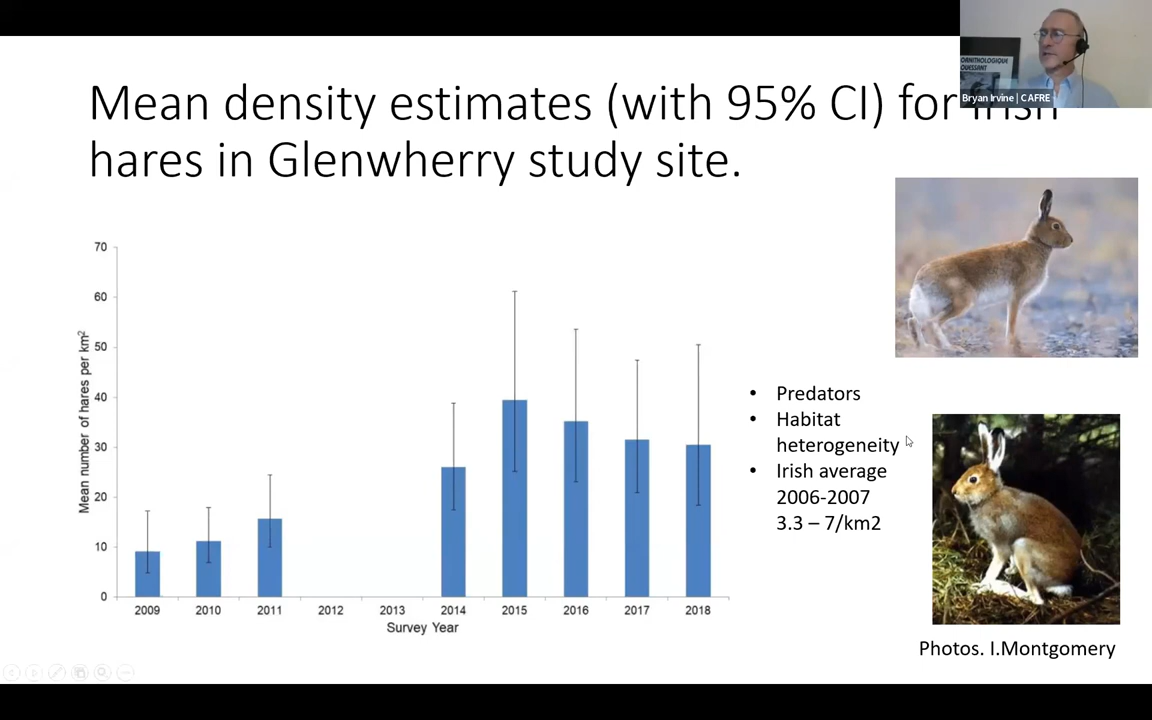 Mean density estimates (with 95% CI) for Irish
hares in Glenwherry study site.
ORNITHOLOGIQUE
OUESSANT
Bryan Irvine | CAFRE
70
60
50
40
30
20
10
0
Mean number of hares per km²
2009 2010 2011 2012 2013 2014 2015 2016 2017 2018
Survey Year
• Predators
• Habitat
heterogeneity
• Irish average
2006-2007
3.3 – 7/km2
Photos. I.Montgomery